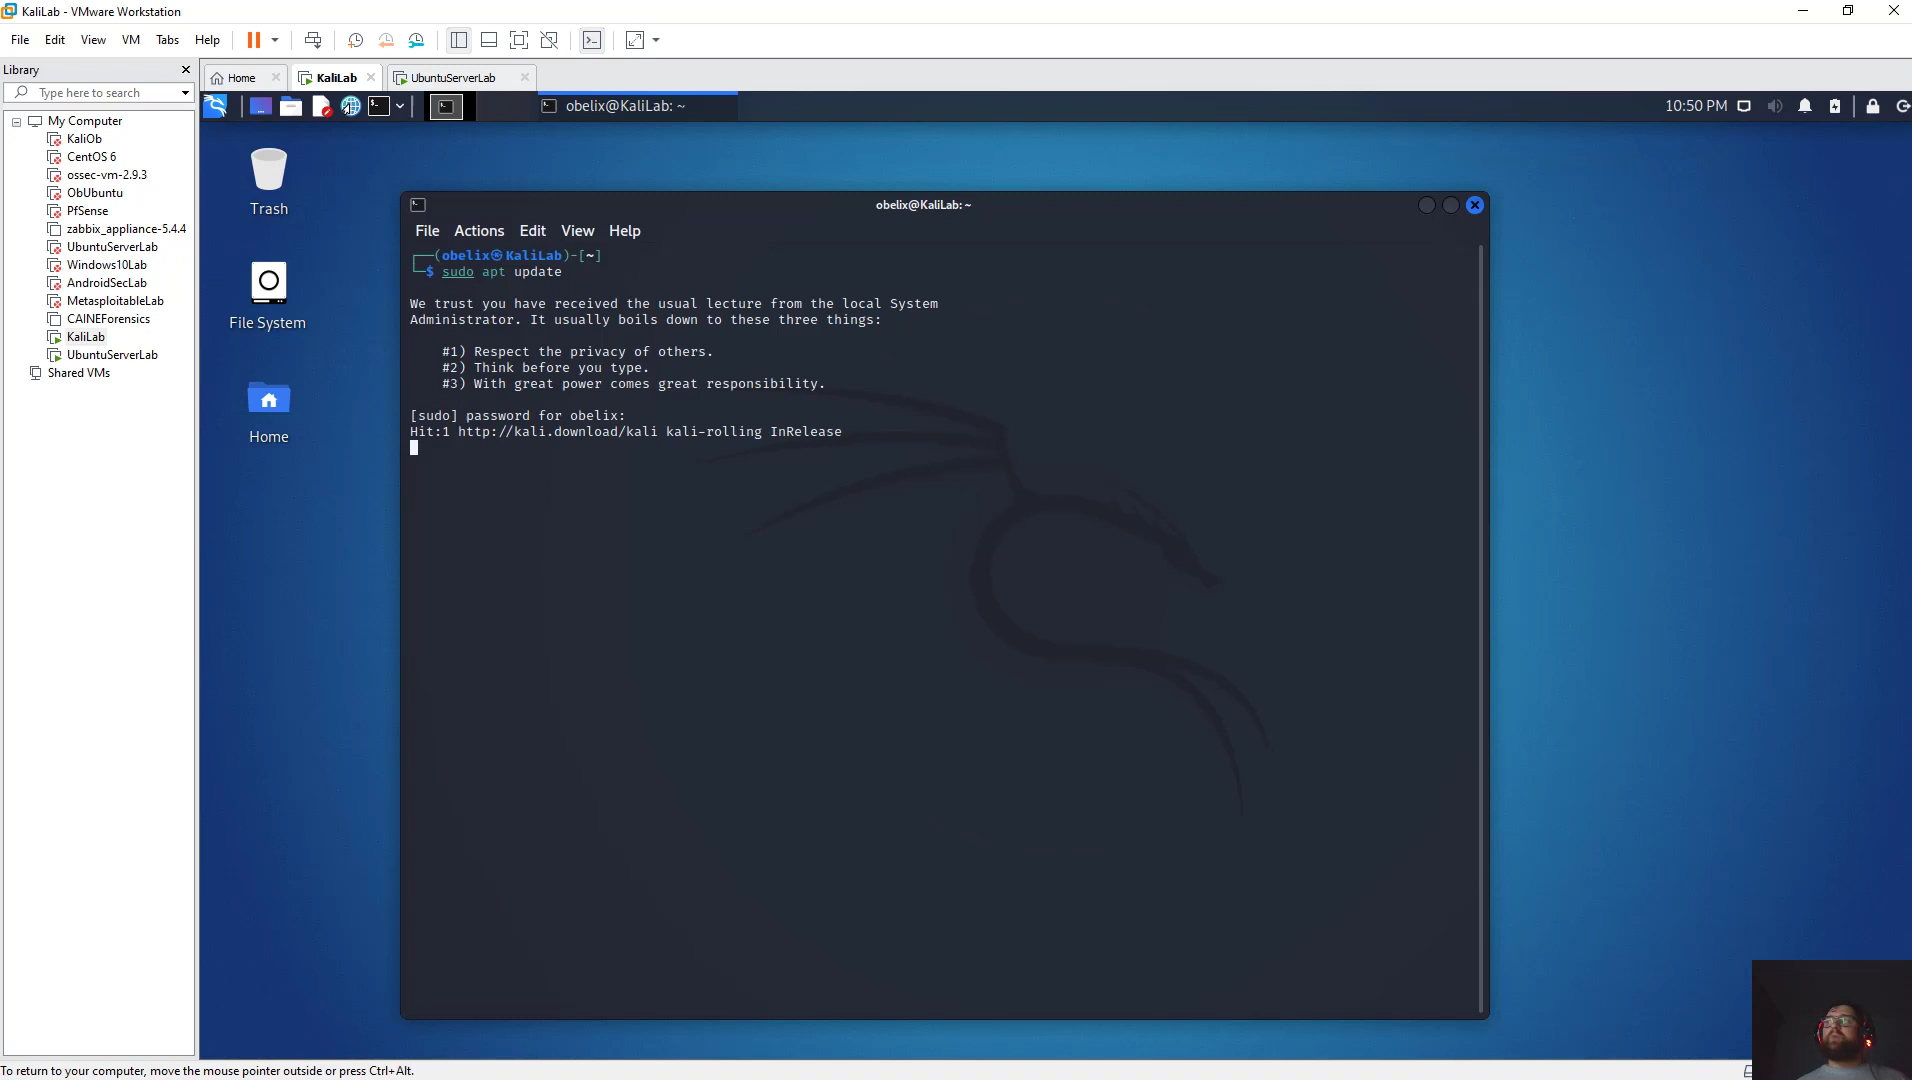 KaliLab - VMware Workstation
File Edit View VM Tabs Help
Library
Type here to search
My Computer
KaliOb
CentOS 6
ossec-vm-2.9.3
ObUbuntu
PfSense
zabbix_appliance-5.4.4
UbuntuServerLab
Windows10Lab
AndroidSecLab
MetasploitableLab
CAINEForensics
KaliLab
UbuntuServerLab
Shared VMs
Home KaliLab UbuntuServerLab
obelix@KaliLab: ~
10:50 PM
Trash
File System
Home
obelix@KaliLab: ~
File Actions Edit View Help
┌──(obelix㉿KaliLab)-[~]
└─$ sudo apt update
We trust you have received the usual lecture from the local System
Administrator. It usually boils down to these three things:
#1) Respect the privacy of others.
#2) Think before you type.
#3) With great power comes great responsibility.
[sudo] password for obelix:
Hit:1 http://kali.download/kali kali-rolling InRelease
To return to your computer, move the mouse pointer outside or press Ctrl+Alt.